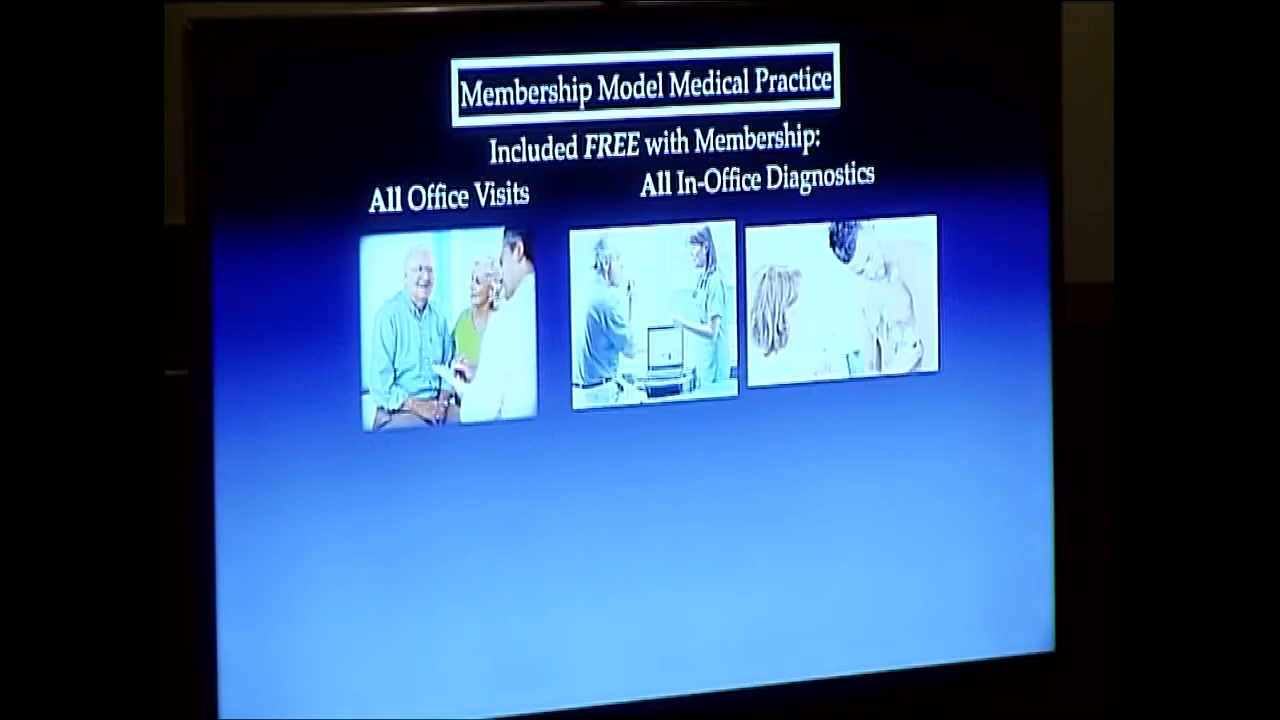 Membership Model Medical Practice
Included FREE with Membership:
All Office Visits
All In-Office Diagnostics